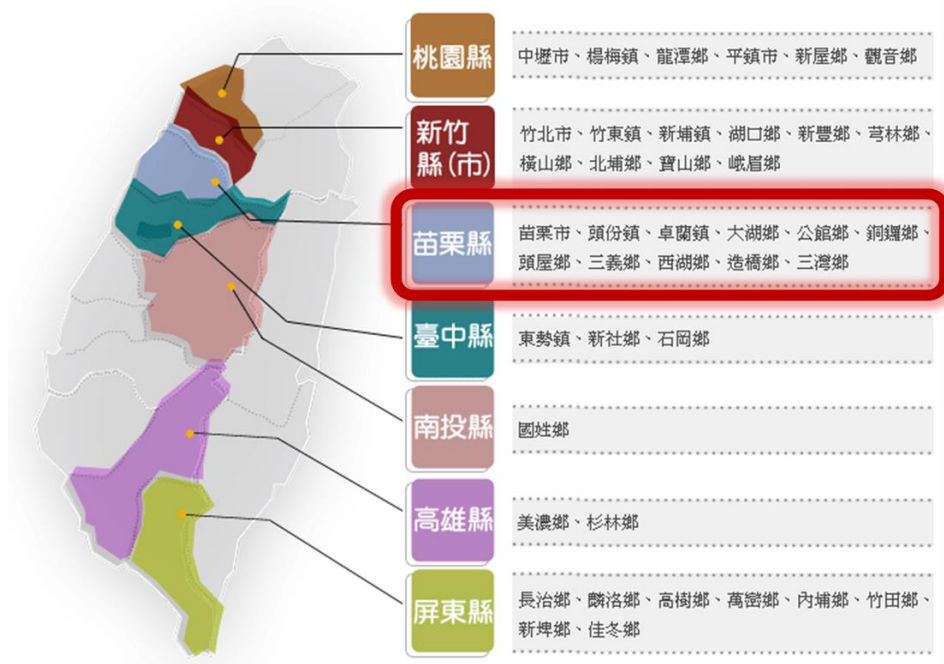 桃園縣
中壢市、楊梅鎮、龍潭鄉、平鎮市、新屋鄉、觀音鄉
新竹
縣(市)
竹北市、竹東鎮、新埔鎮、湖口鄉、新豐鄉、芎林鄉、
橫山鄉、北埔鄉、寶山鄉、峨眉鄉
苗栗縣
苗栗市、頭份鎮、卓蘭鎮、大湖鄉、公館鄉、銅鑼鄉、
頭屋鄉、三義鄉、西湖鄉、造橋鄉、三灣鄉
臺中縣
東勢鎮、新社鄉、石岡鄉
南投縣
國姓鄉
高雄縣
美濃鄉、杉林鄉
屏東縣
長治鄉、麟洛鄉、高樹鄉、萬巒鄉、內埔鄉、竹田鄉、
新埤鄉、佳冬鄉